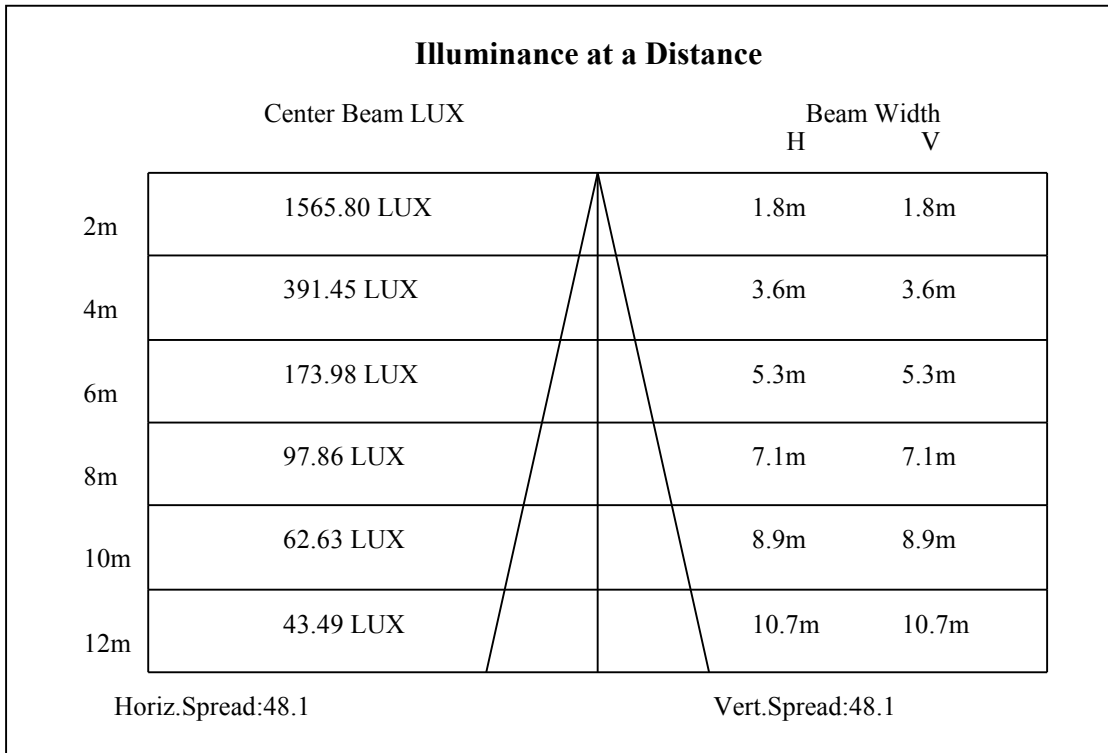 Illuminance at a Distance
Center Beam LUX Beam Width
H V
2m 1565.80 LUX 1.8m 1.8m
4m 391.45 LUX 3.6m 3.6m
6m 173.98 LUX 5.3m 5.3m
8m 97.86 LUX 7.1m 7.1m
10m 62.63 LUX 8.9m 8.9m
12m 43.49 LUX 10.7m 10.7m
Horiz.Spread:48.1 Vert.Spread:48.1